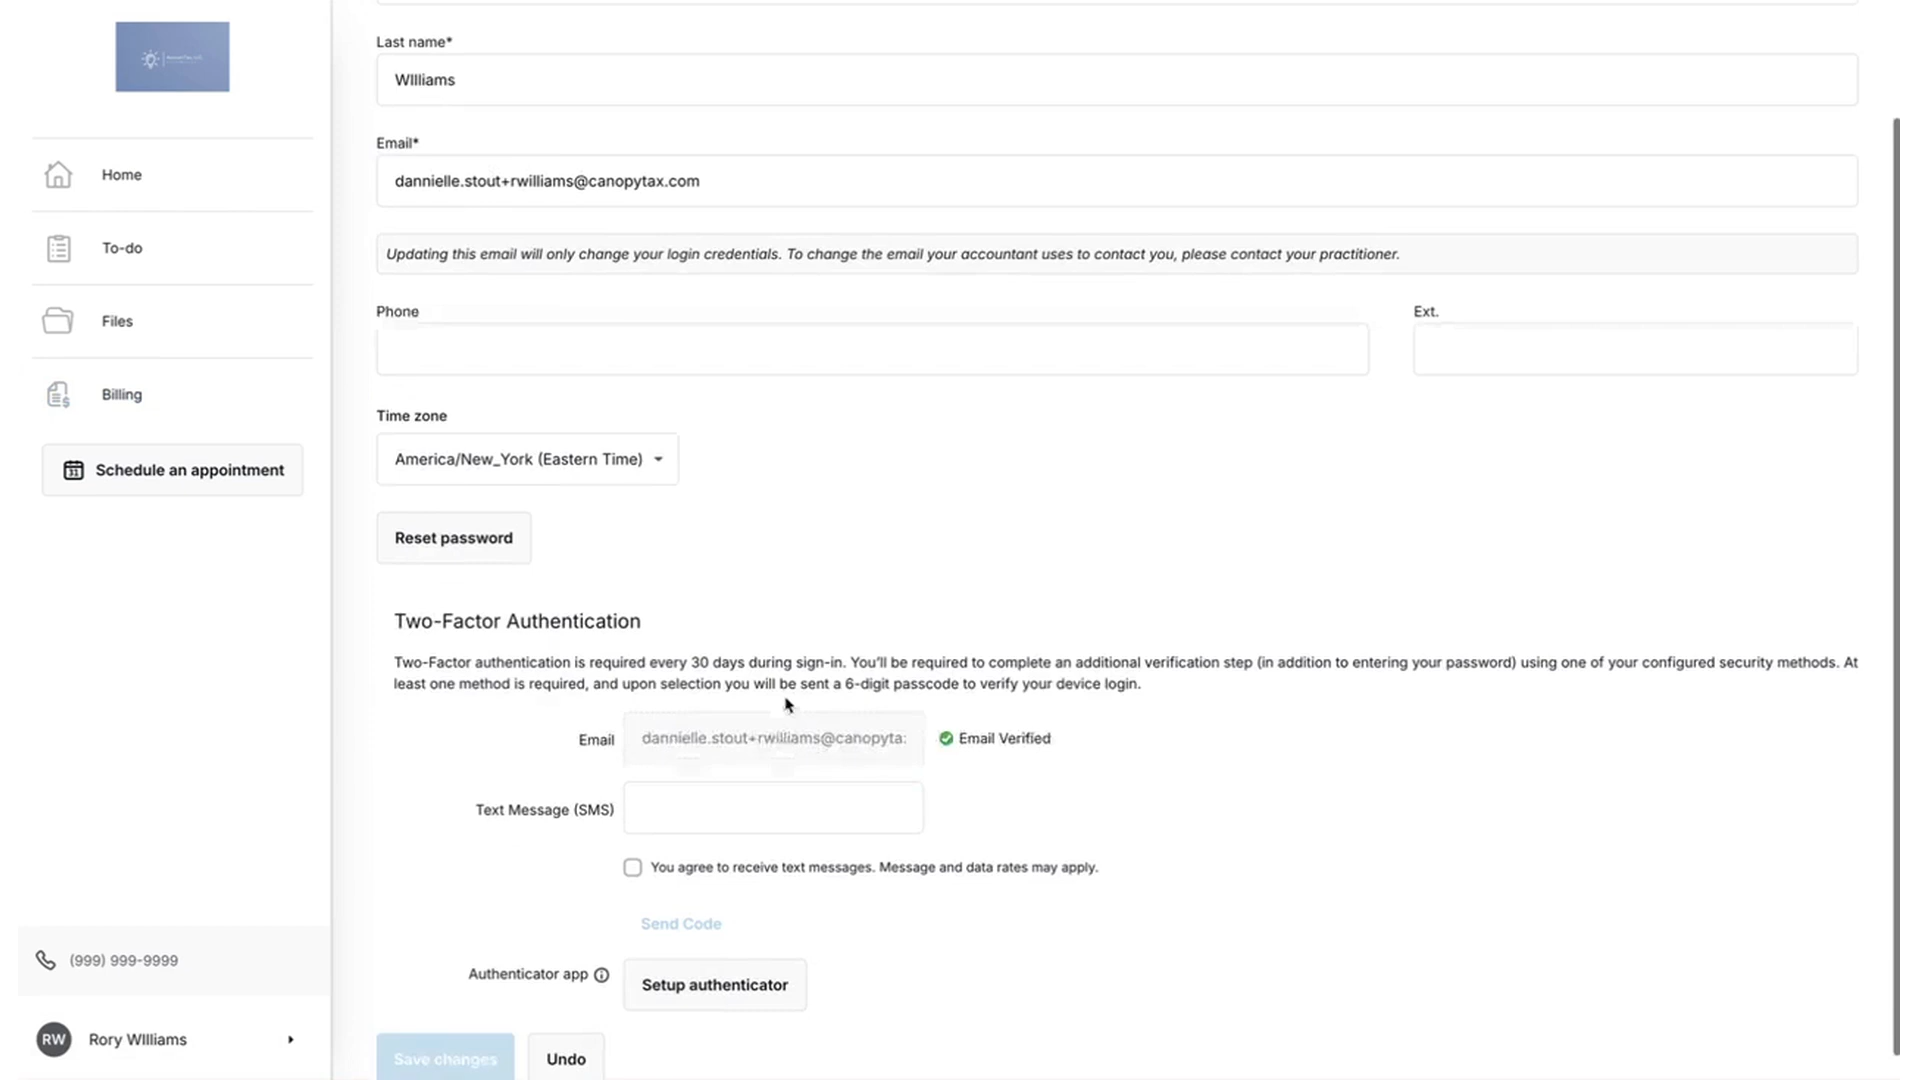 Home
To-do
Files
Billing
31 Schedule an appointment
(999) 999-9999
RW Rory WIlliams
Last name*
WIlliams
Email*
dannielle.stout+rwilliams@canopytax.com
Updating this email will only change your login credentials. To change the email your accountant uses to contact you, please contact your practitioner.
Phone
Ext.
Time zone
America/New_York (Eastern Time)
Reset password
Two-Factor Authentication
Two-Factor authentication is required every 30 days during sign-in. You'll be required to complete an additional verification step (in addition to entering your password) using one of your configured security methods. At
least one method is required, and upon selection you will be sent a 6-digit passcode to verify your device login.
Email dannielle.stout+rwilliams@canopyta Email Verified
Text Message (SMS)
You agree to receive text messages. Message and data rates may apply.
Send Code
Authenticator app Setup authenticator
Save changes Undo